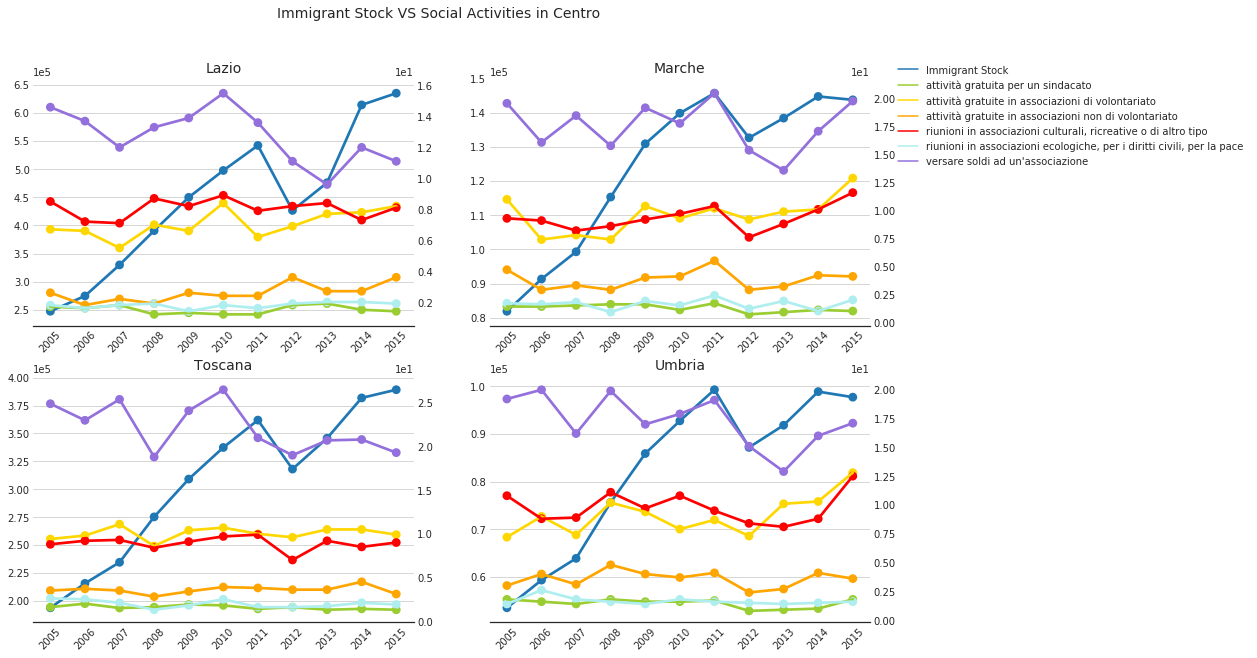 Immigrant Stock VS Social Activities in Centro
Lazio
1e5
1e1
6.5
6.0
5.5
5.0
4.5
4.0
3.5
3.0
2.5
1.6
1.4
1.2
1.0
0.8
0.6
0.4
0.2
2005 2006 2007 2008 2009 2010 2011 2012 2013 2014 2015
Marche
1e5
1e1
1.5
1.4
1.3
1.2
1.1
1.0
0.9
0.8
2.00
1.75
1.50
1.25
1.00
0.75
0.50
0.25
0.00
2005 2006 2007 2008 2009 2010 2011 2012 2013 2014 2015
Immigrant Stock
attività gratuita per un sindacato
attività gratuite in associazioni di volontariato
attività gratuite in associazioni non di volontariato
riunioni in associazioni culturali, ricreative o di altro tipo
riunioni in associazioni ecologiche, per i diritti civili, per la pace
versare soldi ad un'associazione
Toscana
1e5
1e1
4.00
3.75
3.50
3.25
3.00
2.75
2.50
2.25
2.00
2.5
2.0
1.5
1.0
0.5
0.0
2005 2006 2007 2008 2009 2010 2011 2012 2013 2014 2015
Umbria
1e5
1e1
1.0
0.9
0.8
0.7
0.6
2.00
1.75
1.50
1.25
1.00
0.75
0.50
0.25
0.00
2005 2006 2007 2008 2009 2010 2011 2012 2013 2014 2015